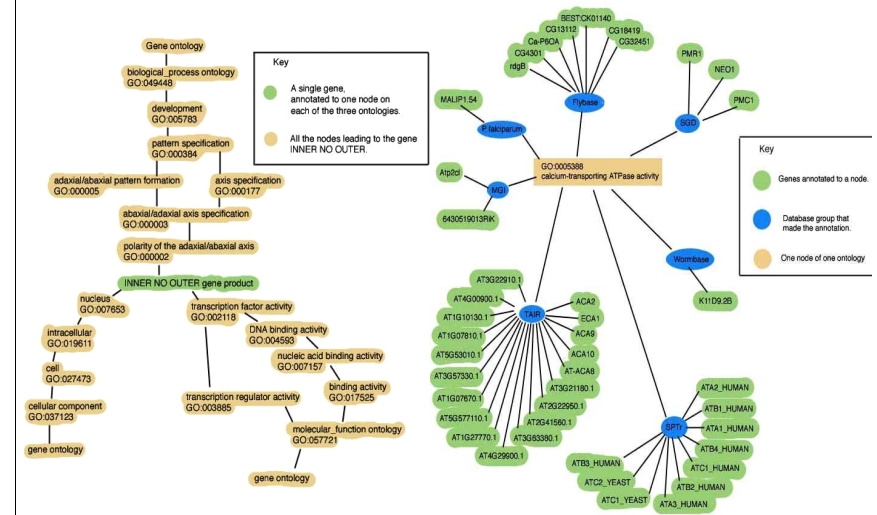 Gene ontology
biological_process ontology
GO:049448
development
GO:005783
pattern specification
GO:000384
adaxial/abaxial pattern formation
GO:000005
axis specification
GO:000177
abaxial/adaxial axis specification
GO:000003
polarity of the adaxial/abaxial axis
GO:000002
INNER NO OUTER gene product
nucleus
GO:007653
intracellular
GO:019611
cell
GO:027473
cellular component
GO:037123
gene ontology
transcription factor activity
GO:002118
DNA binding activity
GO:004593
nucleic acid binding activity
GO:007157
binding activity
GO:017525
transcription regulator activity
GO:003885
molecular_function ontology
GO:057721
gene ontology
Key
A single gene,
annotated to one node on
each of the three ontologies.
All the nodes leading to the gene
INNER NO OUTER.
BEST:CK01140
CG13112
CG18419
Ca-P6OA
CG32451
CG4301
rdgB
Flybase
PMR1
NEO1
PMC1
SGD
MALIP1.54
P. falciparum
GO:0005388
calcium-transporting ATPase activity
Atp2cl
MGI
6430519013RiK
Wormbase
K11D9.2B
Key
Genes annotated to a node.
Database group that
made the annotation.
One node of one ontology
TAIR
AT3G22910.1
AT4G00900.1
AT1G10130.1
AT1G07810.1
AT5G53010.1
AT3G57330.1
AT1G07670.1
AT5G577110.1
AT1G27770.1
AT4G29900.1
ACA2
ECA1
ACA9
ACA10
AT-ACA8
AT3G21180.1
AT2G22950.1
AT2G41560.1
AT3G63380.1
SPTr
ATA2_HUMAN
ATB1_HUMAN
ATA1_HUMAN
ATB4_HUMAN
ATC1_HUMAN
ATB2_HUMAN
ATA3_HUMAN
ATB3_HUMAN
ATC2_YEAST
ATC1_YEAST